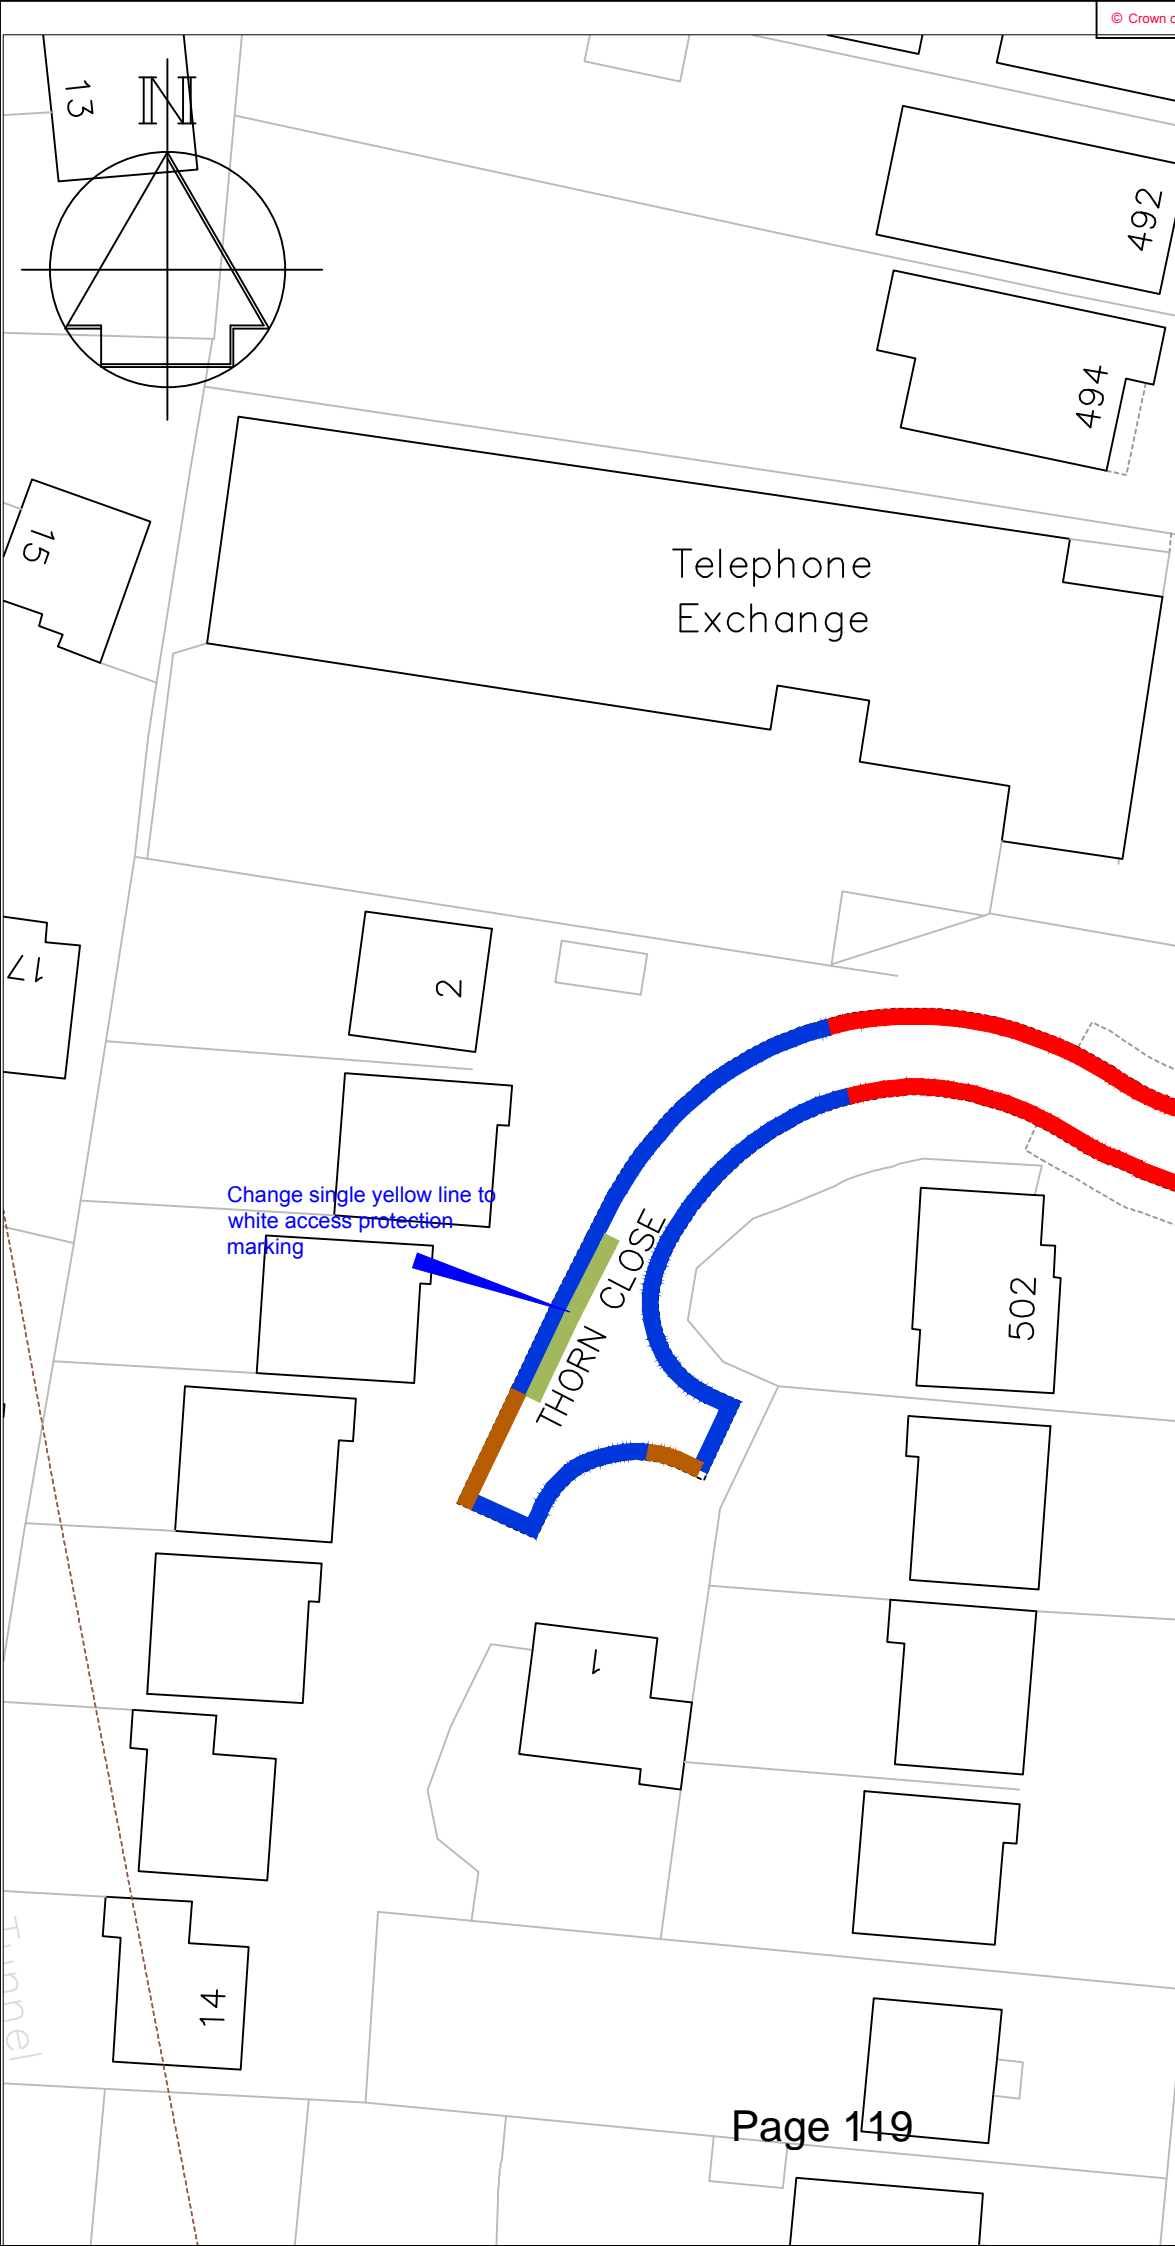 © Crown c
13
N
492
494
15
Telephone
Exchange
17
2
Change single yellow line to
white access protection
marking
THORN CLOSE
502
1
14
Tunnel
Page 119